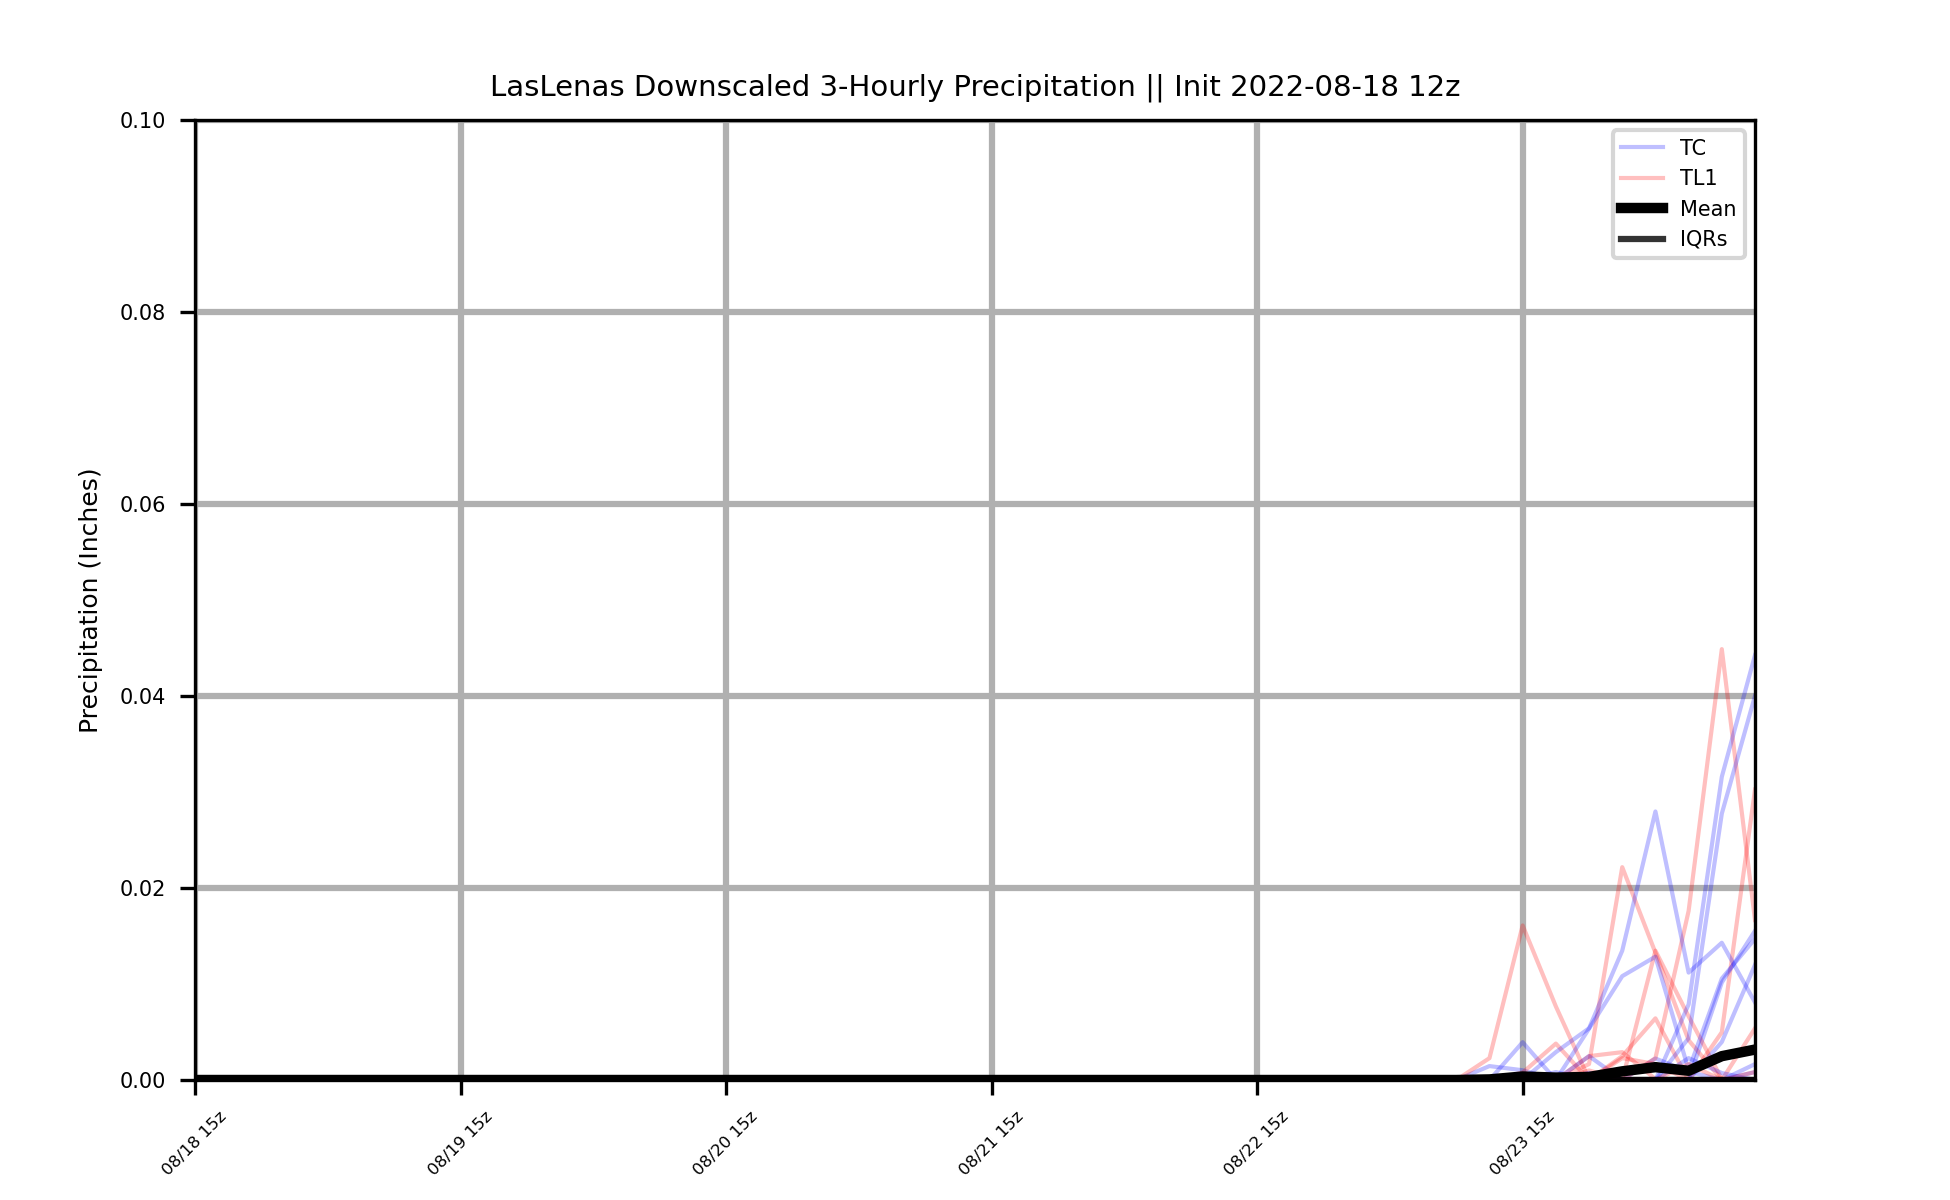 LasLenas Downscaled 3-Hourly Precipitation || Init 2022-08-18 12z
0.10
0.08
0.06
0.04
0.02
0.00
Precipitation (Inches)
TC
TL1
Mean
IQRs
08/18 15z
08/19 15z
08/20 15z
08/21 15z
08/22 15z
08/23 15z